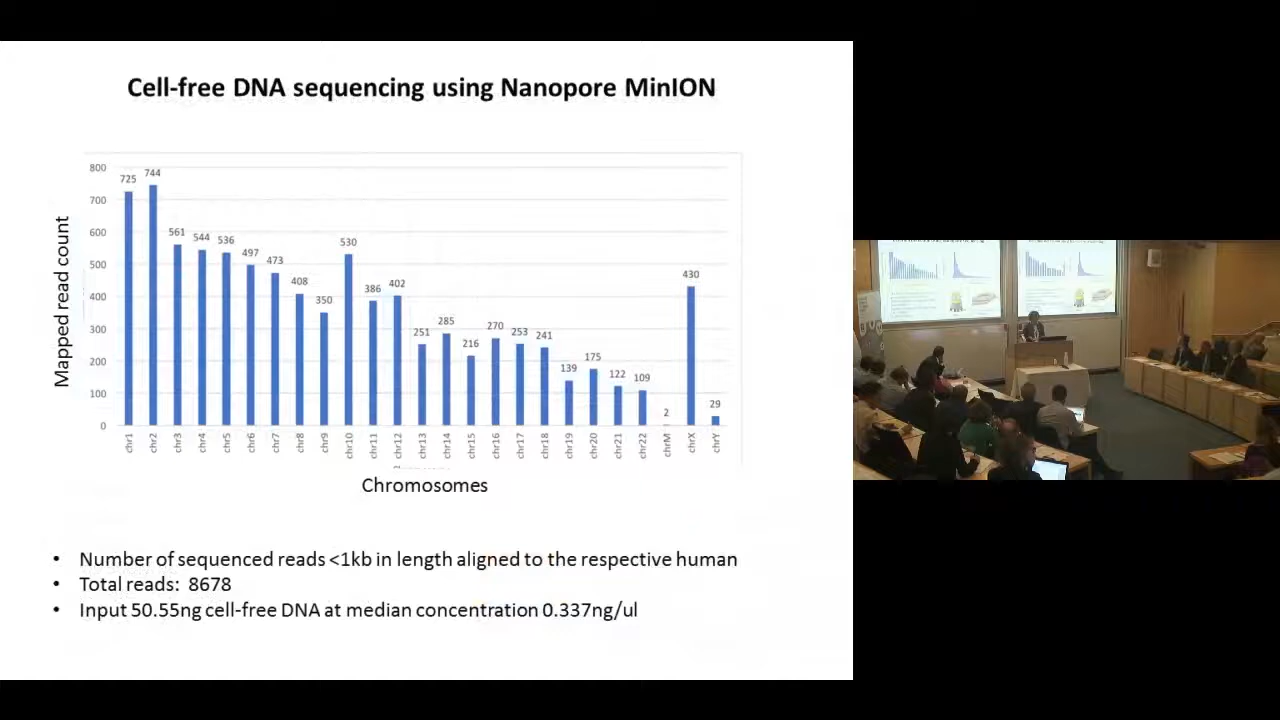 Cell-free DNA sequencing using Nanopore MinION
Mapped read count
800
700
600
500
400
300
200
100
0
725
744
561
544
536
497
473
408
350
530
386
402
251
285
216
270
253
241
139
175
122
109
2
430
29
chr1
chr2
chr3
chr4
chr5
chr6
chr7
chr8
chr9
chr10
chr11
chr12
chr13
chr14
chr15
chr16
chr17
chr18
chr19
chr20
chr21
chr22
chrM
chrX
chrY
Chromosomes
• Number of sequenced reads <1kb in length aligned to the respective human
• Total reads: 8678
• Input 50.55ng cell-free DNA at median concentration 0.337ng/ul